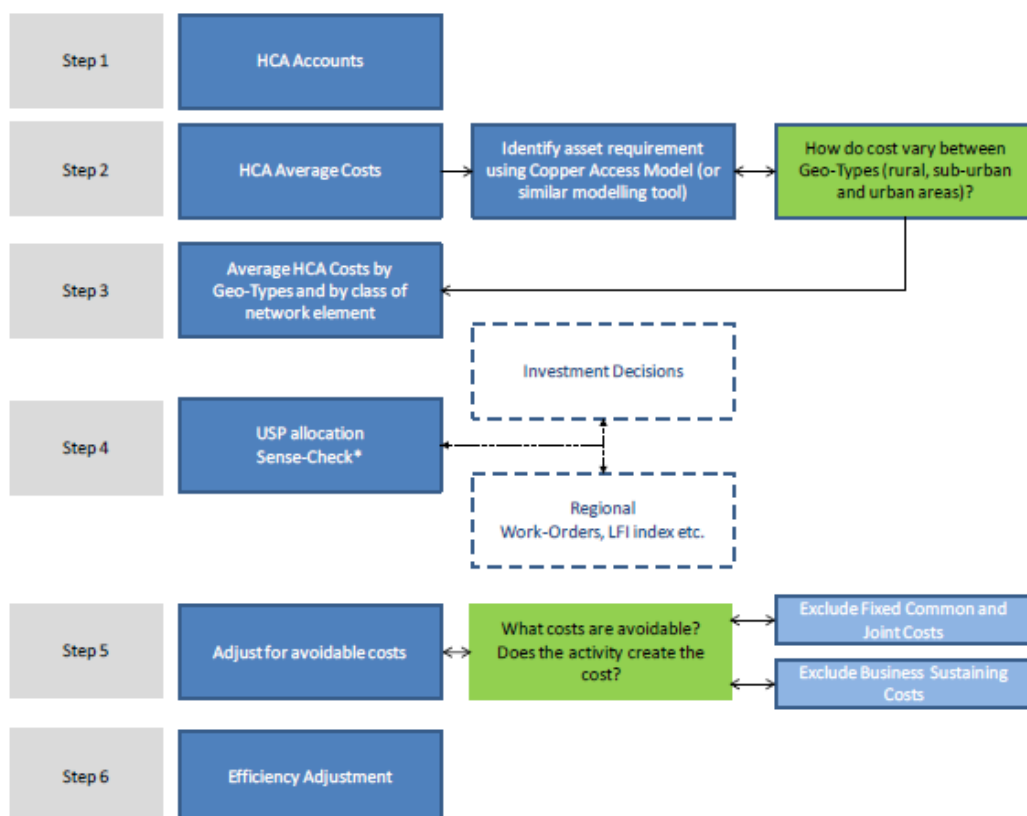 Step 1
HCA Accounts
Step 2
HCA Average Costs
Identify asset requirement
using Copper Access Model (or
similar modelling tool)
How do cost vary between
Geo-Types (rural, sub-urban
and urban areas)?
Step 3
Average HCA Costs by
Geo-Types and by class of
network element
Investment Decisions
Step 4
USP allocation
Sense-Check*
Regional
Work-Orders, LFI index etc.
Step 5
Adjust for avoidable costs
What costs are avoidable?
Does the activity create the
cost?
Exclude Fixed Common and
Joint Costs
Exclude Business Sustaining
Costs
Step 6
Efficiency Adjustment